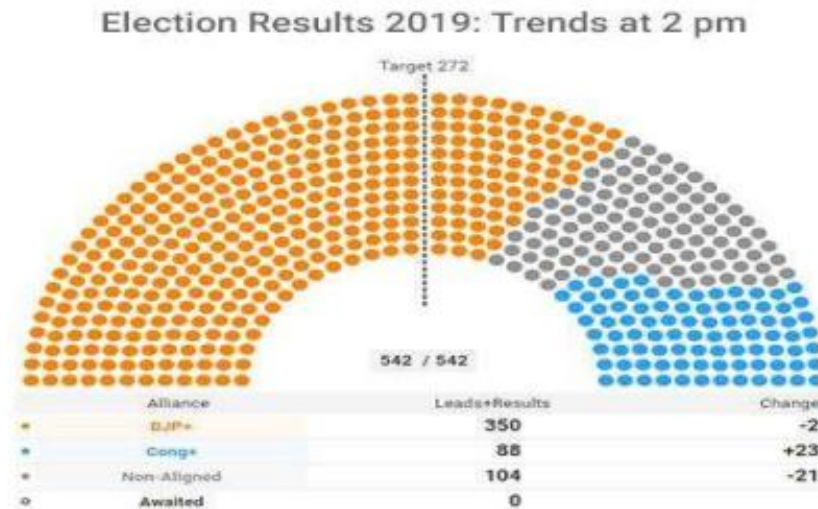 Election Results 2019: Trends at 2 pm
Target 272
542 / 542
Alliance Leads+Results Change
BJP+ 350 -2
Cong+ 88 +23
Non-Aligned 104 -21
Awaited 0